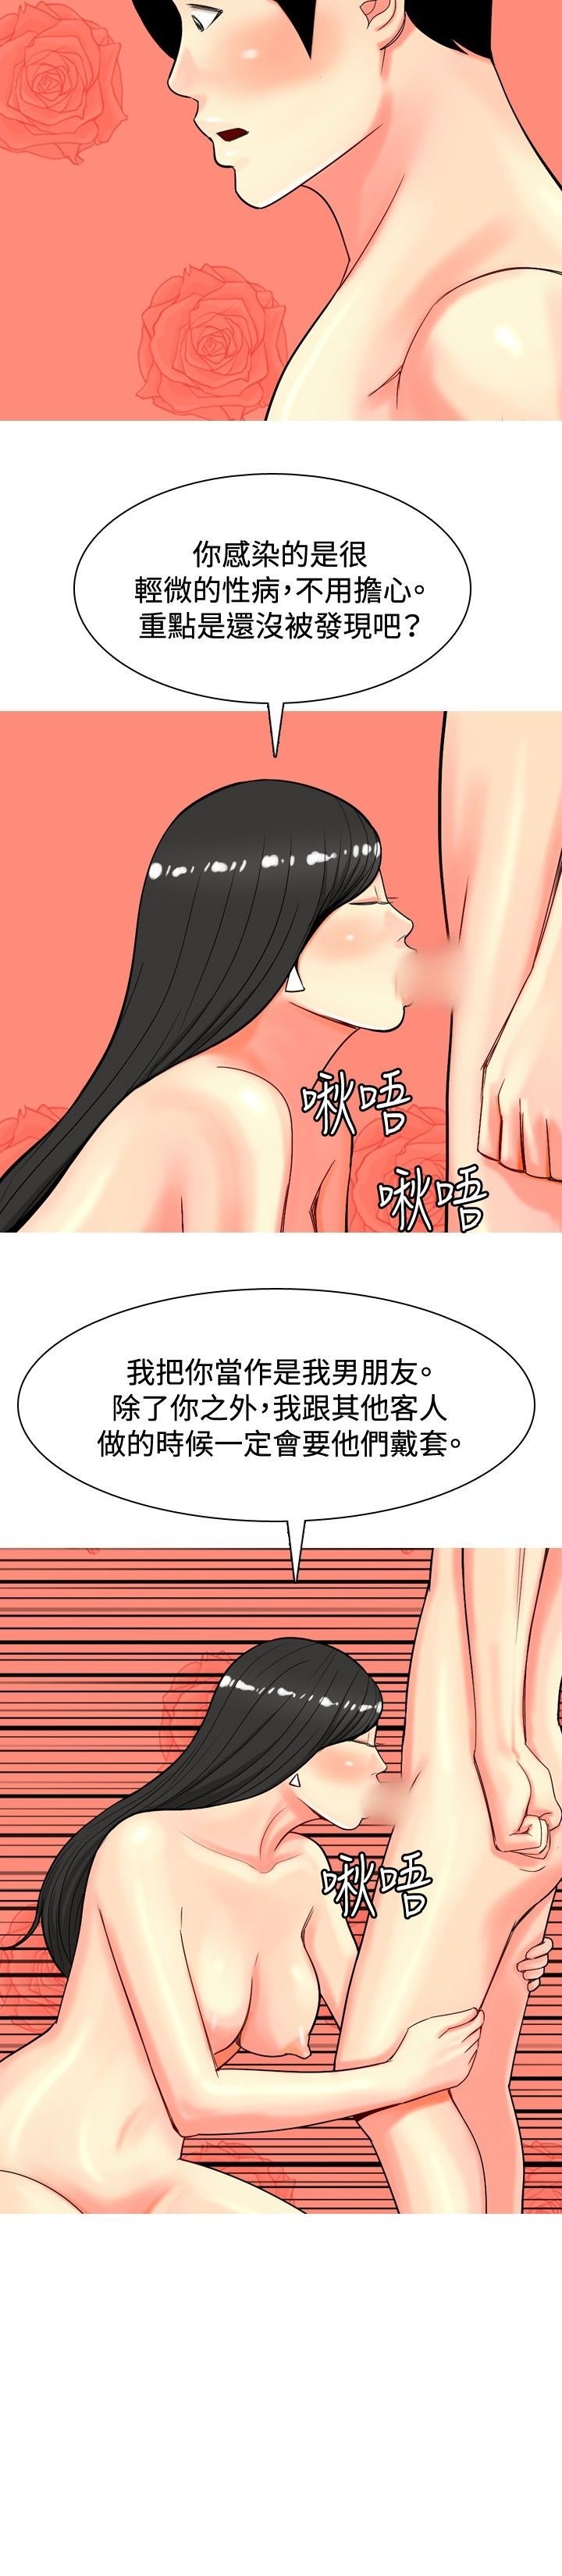 你感染的是很
輕微的性病，不用擔心。
重點是還沒被發現吧？
啾唔
啾唔
我把你當作是我男朋友。
除了你之外，我跟其他客人
做的時候一定會要他們戴套。
啾唔